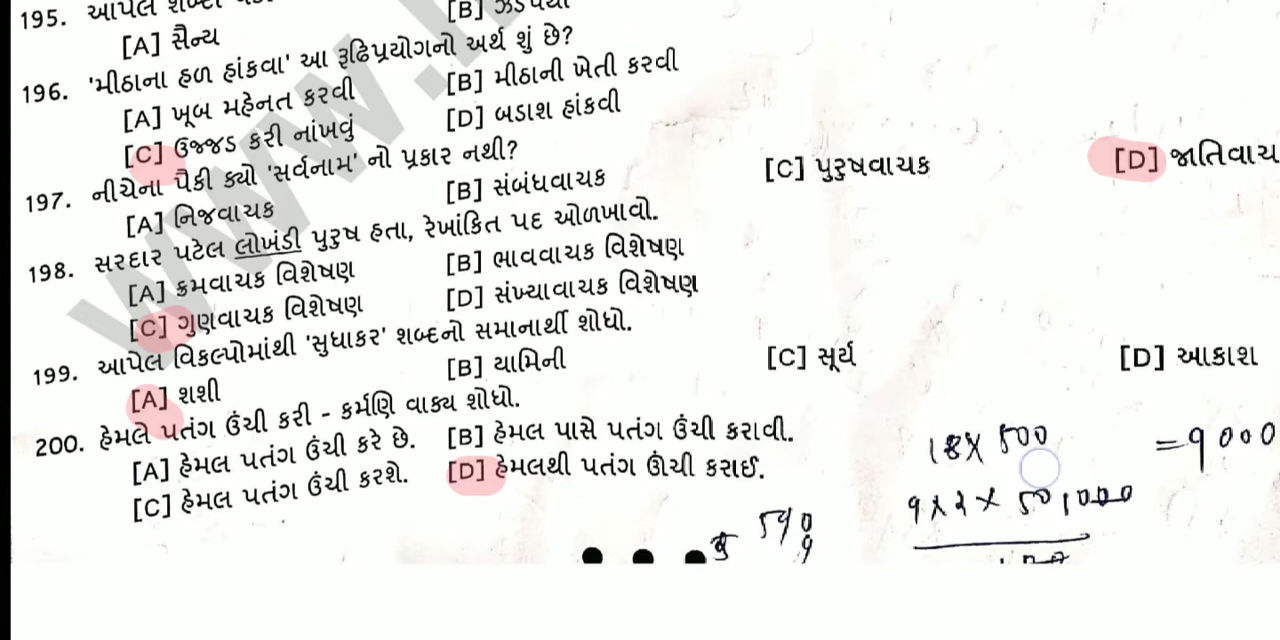 195. આપેલ
[B]
[A] સૈન્ય
196. 'મીઠાના હળ હાંકવા' આ રૂઢિપ્રયોગનો અર્થ શું છે?
[A] ખૂબ મહેનત કરવી [B] મીઠાની ખેતી કરવી
[C] ઉજ્જડ કરી નાંખવું [D] બડાશ હાંકવી
197. નીચેના પૈકી ક્યો 'સર્વનામ' નો પ્રકાર નથી?
[A] નિજવાચક [B] સંબંધવાચક [C] પુરુષવાચક [D] જાતિવાચ
198. સરદાર પટેલ લોખંડી પુરુષ હતા, રેખાંકિત પદ ઓળખાવો.
[A] ક્રમવાચક વિશેષણ [B] ભાવવાચક વિશેષણ
[C] ગુણવાચક વિશેષણ [D] સંખ્યાવાચક વિશેષણ
199. આપેલ વિકલ્પોમાંથી 'સુધાકર' શબ્દનો સમાનાર્થી શોધો.
[A] શશી [B] યામિની [C] સૂર્ય [D] આકાશ
200. હેમલે પતંગ ઉંચી કરી - કર્મણિ વાક્ય શોધો.
[A] હેમલ પતંગ ઉંચી કરે છે. [B] હેમલ પાસે પતંગ ઉંચી કરાવી.
[C] હેમલ પતંગ ઉંચી કરશે. [D] હેમલથી પતંગ ઊંચી કરાઈ.
18 x 500 = 9000
www.